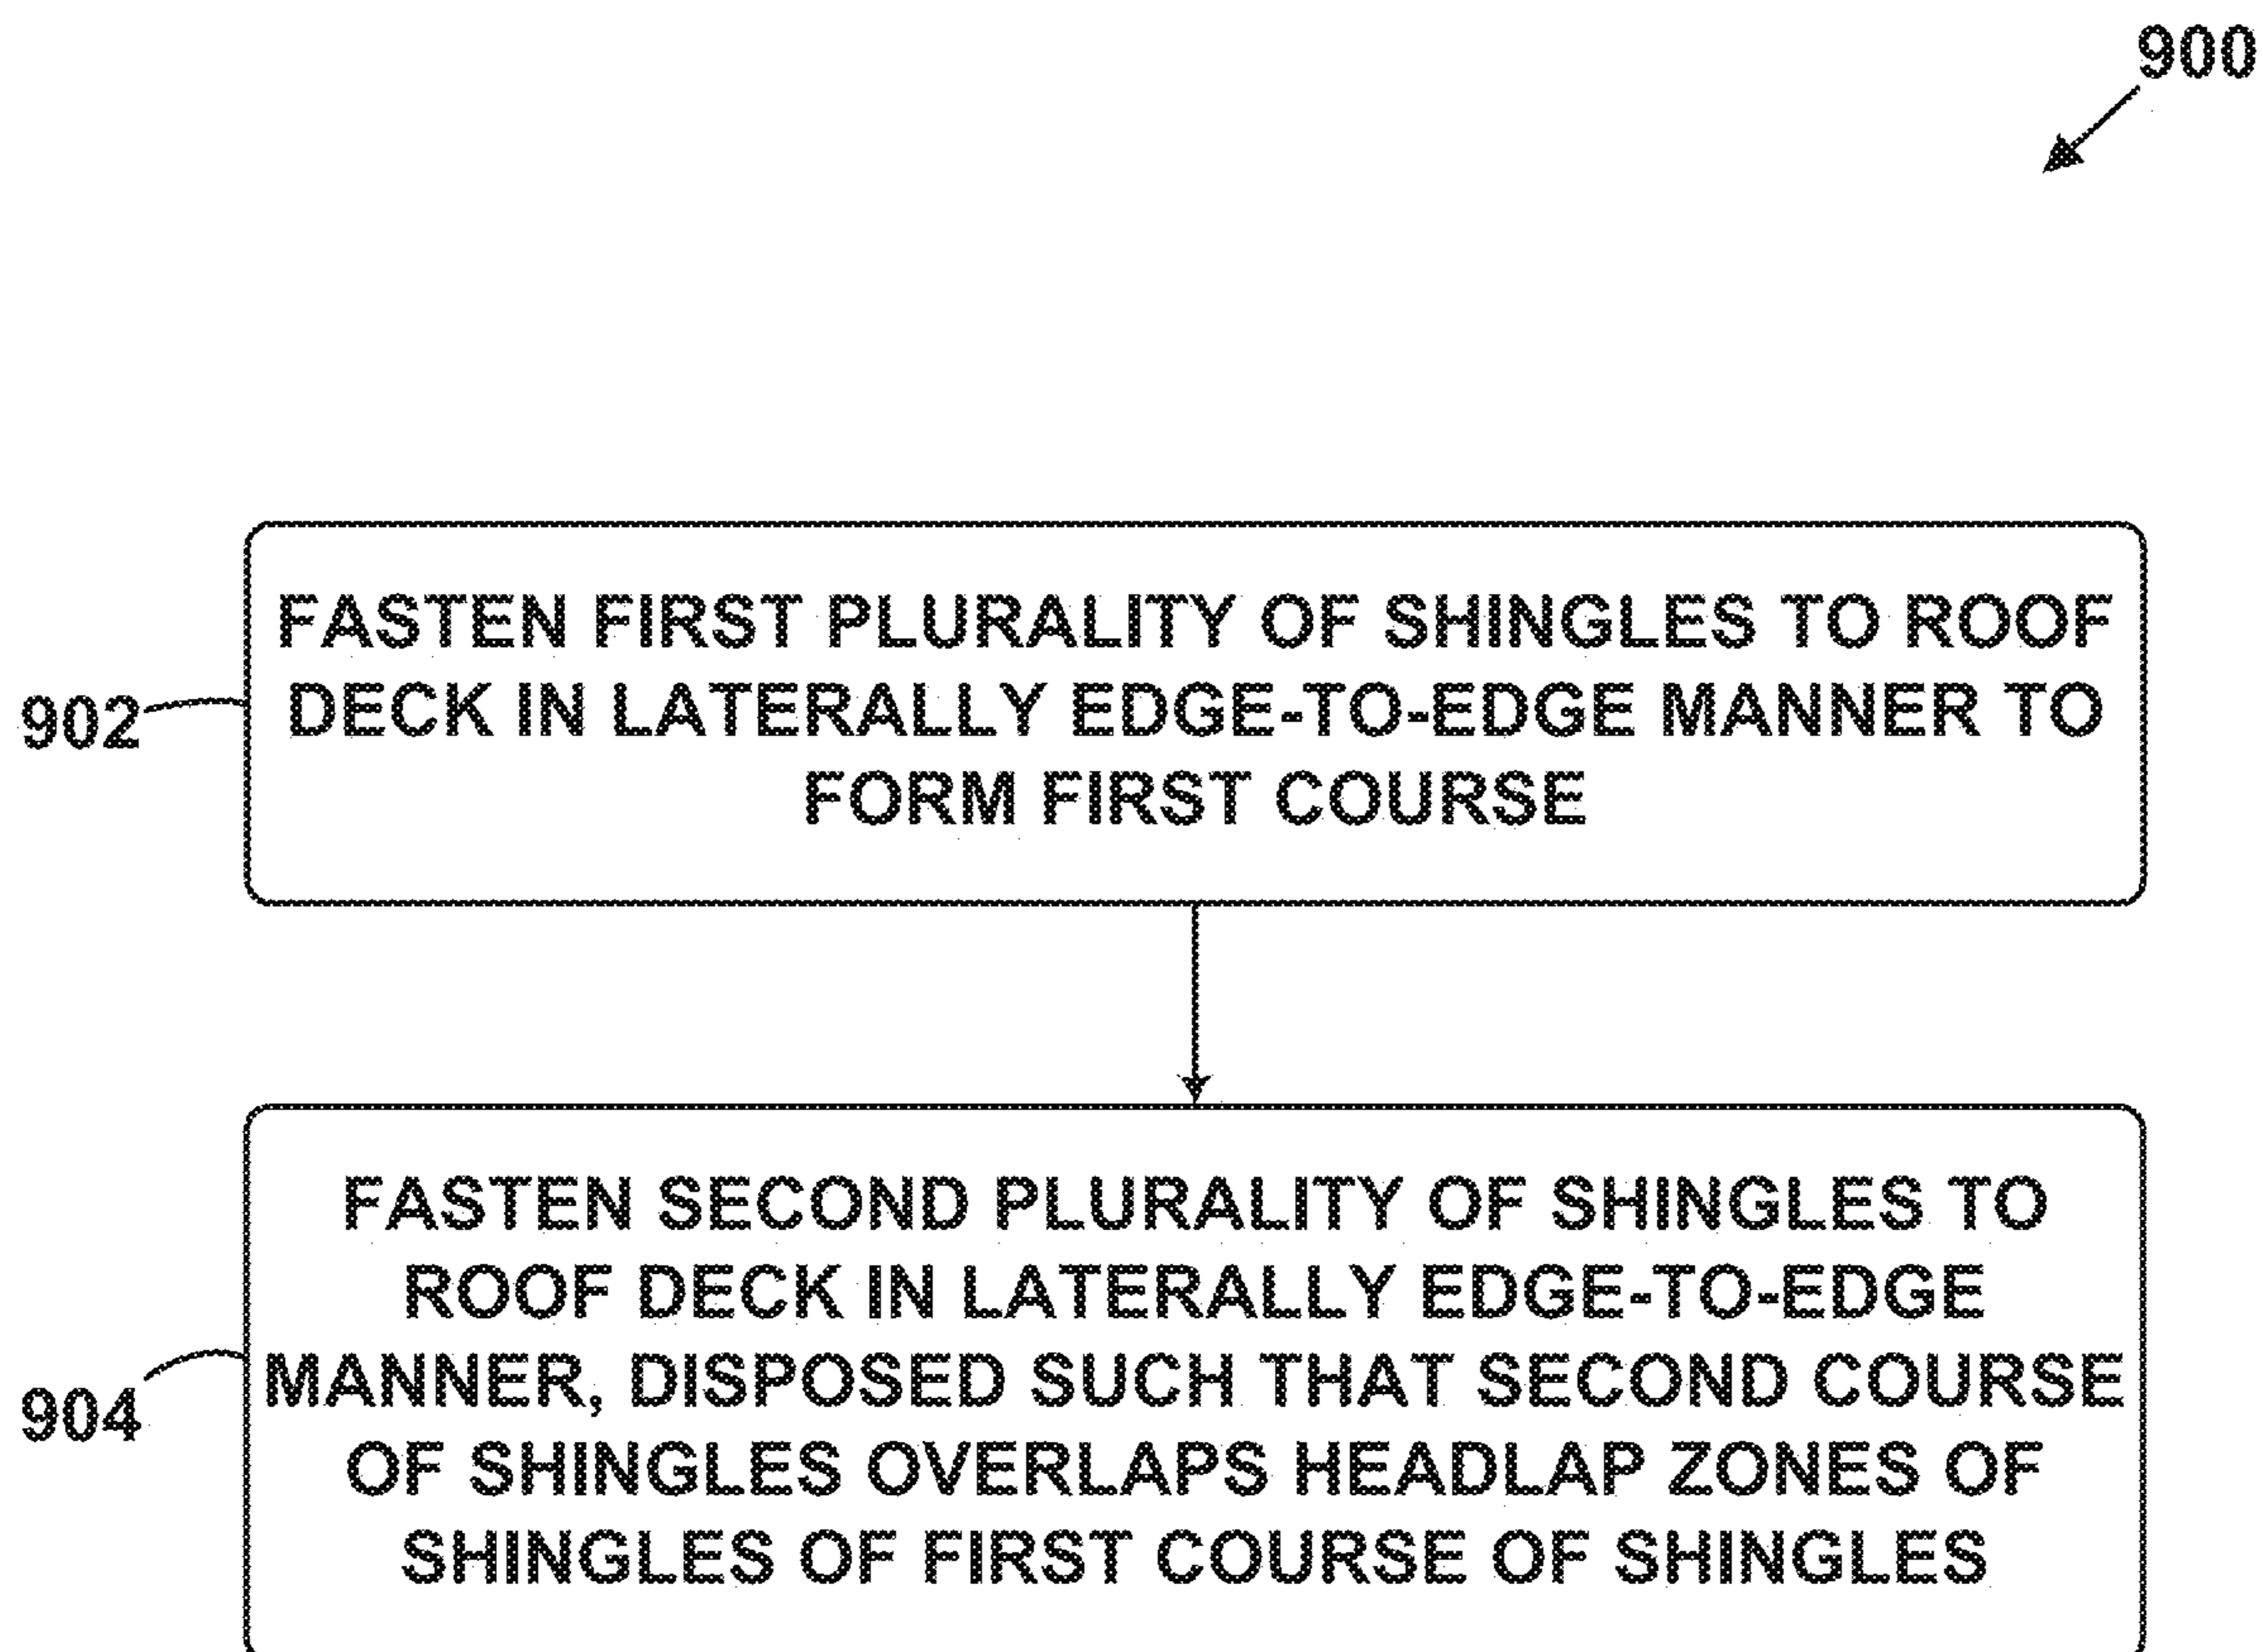 900
902
FASTEN FIRST PLURALITY OF SHINGLES TO ROOF
DECK IN LATERALLY EDGE-TO-EDGE MANNER TO
FORM FIRST COURSE
904
FASTEN SECOND PLURALITY OF SHINGLES TO
ROOF DECK IN LATERALLY EDGE-TO-EDGE
MANNER, DISPOSED SUCH THAT SECOND COURSE
OF SHINGLES OVERLAPS HEADLAP ZONES OF
SHINGLES OF FIRST COURSE OF SHINGLES